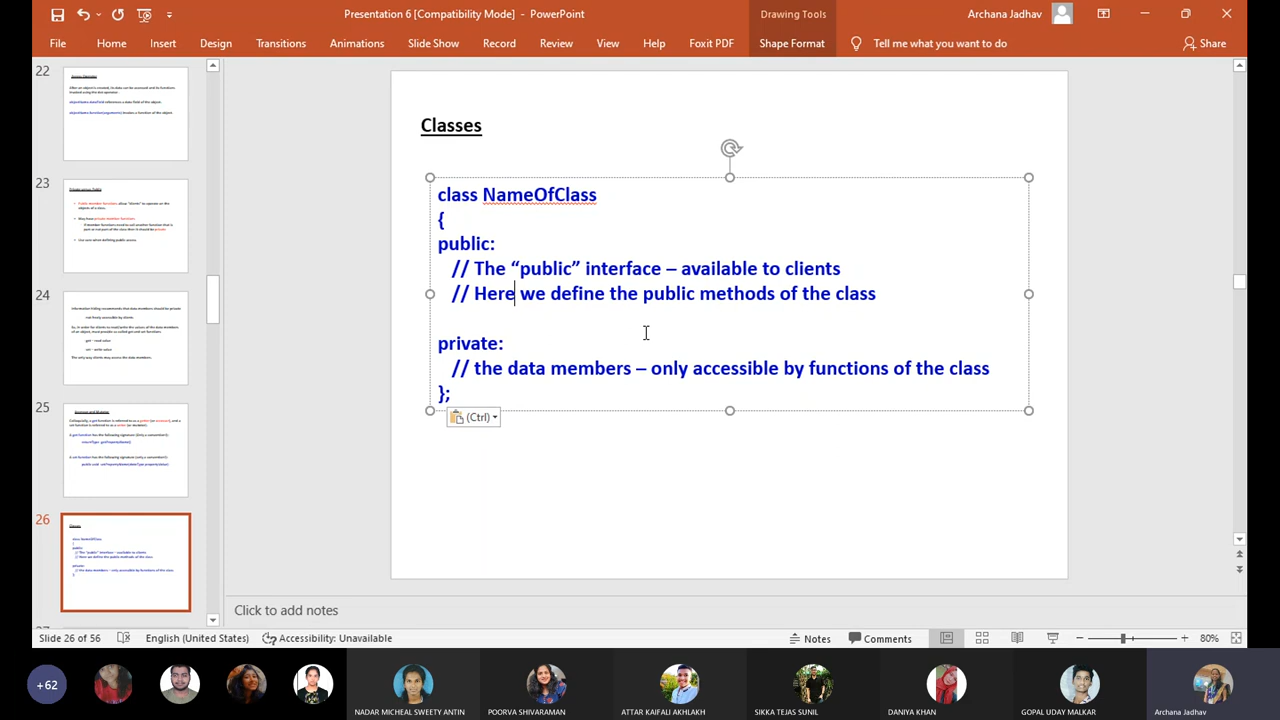 Presentation 6 [Compatibility Mode] - PowerPoint
Drawing Tools
Archana Jadhav
File Home Insert Design Transitions Animations Slide Show Record Review View Help Foxit PDF Shape Format Tell me what you want to do Share
22
23
24
25
26
Classes
class NameOfClass
{
public:
// The “public” interface – available to clients
// Here we define the public methods of the class
private:
// the data members – only accessible by functions of the class
};
(Ctrl)
Click to add notes
Slide 26 of 56 English (United States) Accessibility: Unavailable Notes Comments 80%
+62
NADAR MICHEAL SWEETY ANTIN
POORVA SHIVARAMAN
ATTAR KAIFALI AKHLAKH
SIKKA TEJAS SUNIL
DANIYA KHAN
GOPAL UDAY MALKAR
Archana Jadhav